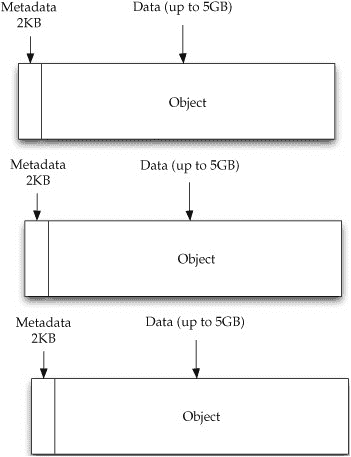 Metadata
2KB
Data (up to 5GB)
Object
Metadata
2KB
Data (up to 5GB)
Object
Metadata
2KB
Data (up to 5GB)
Object